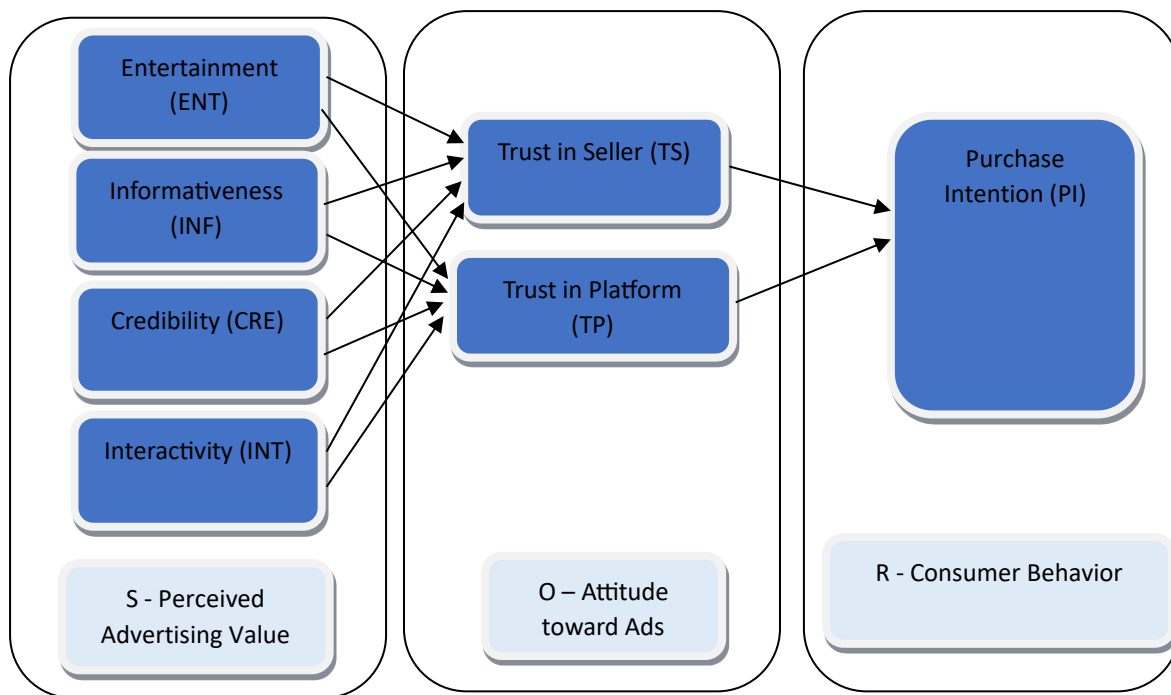 Entertainment
(ENT)
Informativeness
(INF)
Credibility (CRE)
Interactivity (INT)
S - Perceived
Advertising Value
Trust in Seller (TS)
Trust in Platform
(TP)
O – Attitude
toward Ads
Purchase
Intention (PI)
R - Consumer Behavior